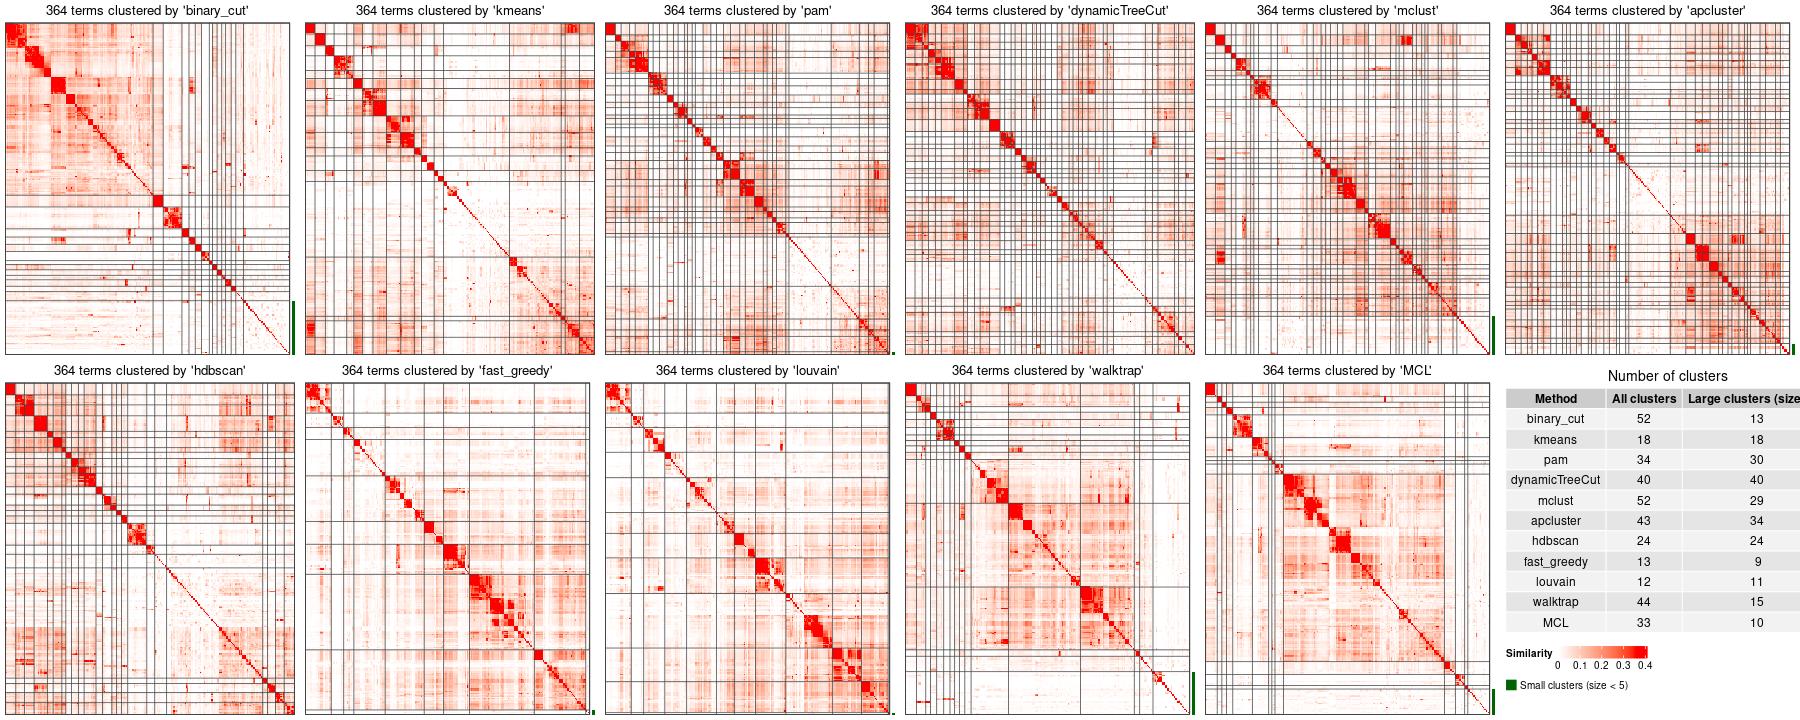 364 terms clustered by 'binary_cut'
364 terms clustered by 'kmeans'
364 terms clustered by 'pam'
364 terms clustered by 'dynamicTreeCut'
364 terms clustered by 'mclust'
364 terms clustered by 'apcluster'
364 terms clustered by 'hdbscan'
364 terms clustered by 'fast_greedy'
364 terms clustered by 'louvain'
364 terms clustered by 'walktrap'
364 terms clustered by 'MCL'
Number of clusters
Method All clusters Large clusters (size
binary_cut 52 13
kmeans 18 18
pam 34 30
dynamicTreeCut 40 40
mclust 52 29
apcluster 43 34
hdbscan 24 24
fast_greedy 13 9
louvain 12 11
walktrap 44 15
MCL 33 10
Similarity
0 0.1 0.2 0.3 0.4
Small clusters (size < 5)